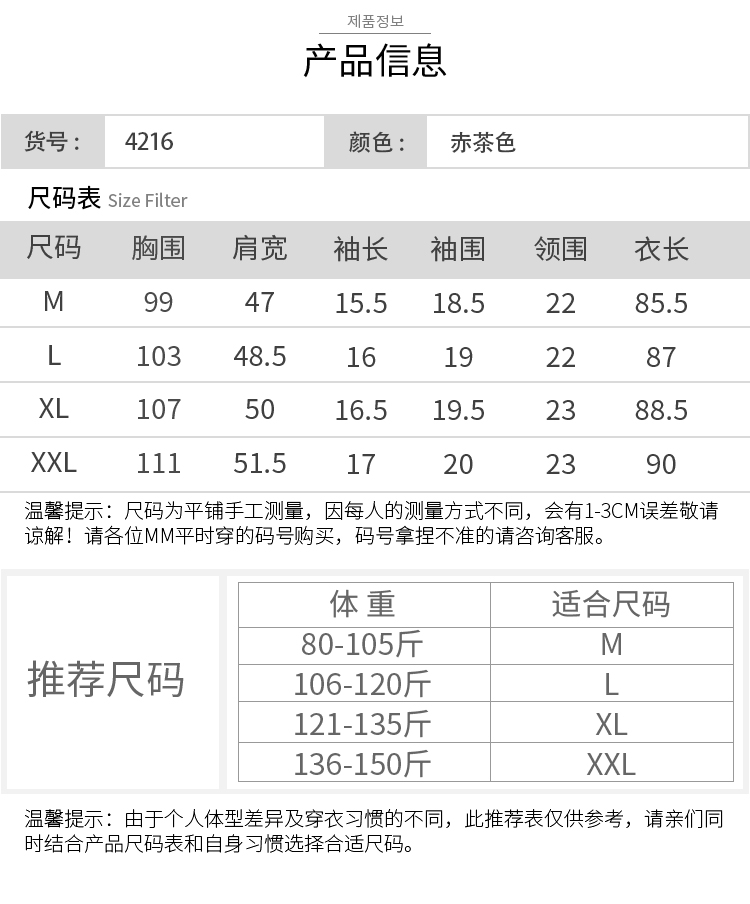 제품정보
产品信息
货号： 4216 颜色： 赤茶色
尺码表 Size Filter
尺码 胸围 肩宽 袖长 袖围 领围 衣长
M 99 47 15.5 18.5 22 85.5
L 103 48.5 16 19 22 87
XL 107 50 16.5 19.5 23 88.5
XXL 111 51.5 17 20 23 90
温馨提示：尺码为平铺手工测量，因每人的测量方式不同，会有1-3CM误差敬请
谅解！请各位MM平时穿的码号购买，码号拿捏不准的请咨询客服。
推荐尺码
体 重 适合尺码
80-105斤 M
106-120斤 L
121-135斤 XL
136-150斤 XXL
温馨提示：由于个人体型差异及穿衣习惯的不同，此推荐表仅供参考，请亲们同
时结合产品尺码表和自身习惯选择合适尺码。